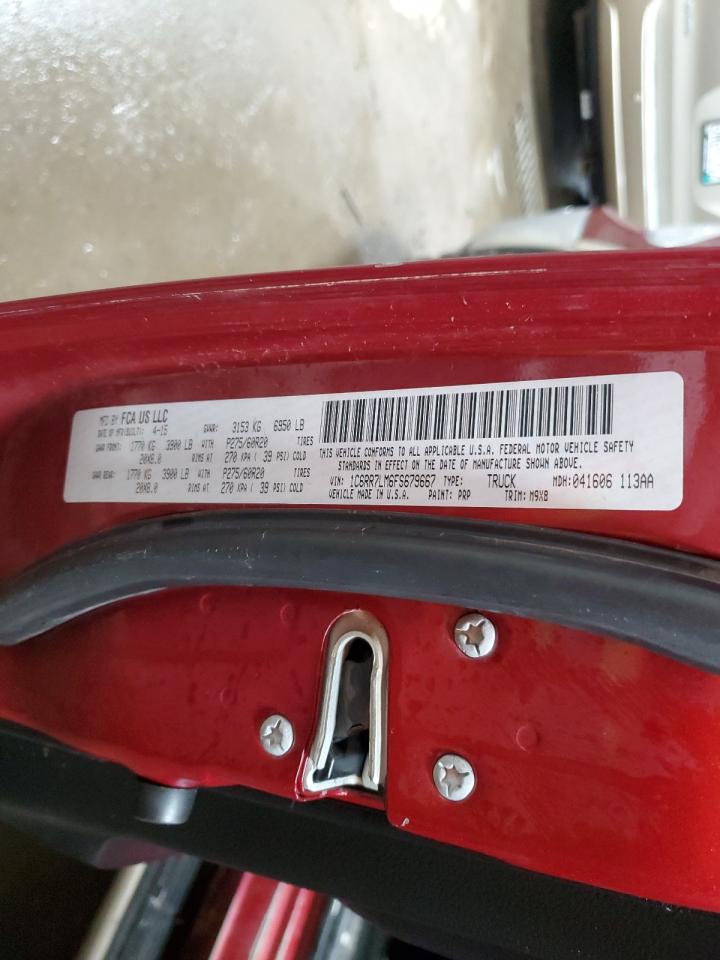 MFD BY FCA US LLC
DATE OF MFR(BUILT): 4-15 GVWR: 3153 KG 6950 LB
GAWR FRONT: 1770 KG 3900 LB WITH P275/60R20 TIRES
20X8.0 RIMS AT 270 KPA ( 39 PSI) COLD
GAWR REAR: 1770 KG 3900 LB WITH P275/60R20 TIRES
20X8.0 RIMS AT 270 KPA ( 39 PSI) COLD
THIS VEHICLE CONFORMS TO ALL APPLICABLE U.S.A. FEDERAL MOTOR VEHICLE SAFETY
STANDARDS IN EFFECT ON THE DATE OF MANUFACTURE SHOWN ABOVE.
VIN: 1C6RR7LM6FS679667 TYPE: TRUCK MDH: 041606 113AA
VEHICLE MADE IN U.S.A. PAINT: PRP TRIM: M9X8